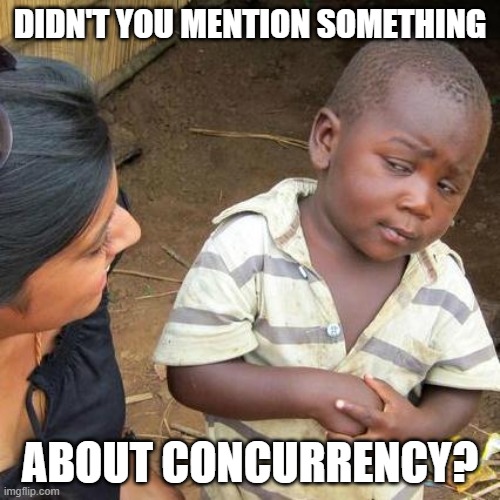 DIDN'T YOU MENTION SOMETHING
ABOUT CONCURRENCY?
imgflip.com